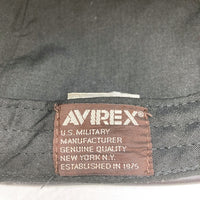 AVIREX®
U.S. MILITARY
MANUFACTURER
GENUINE QUALITY
NEW YORK N.Y.
ESTABLISHED IN 1975